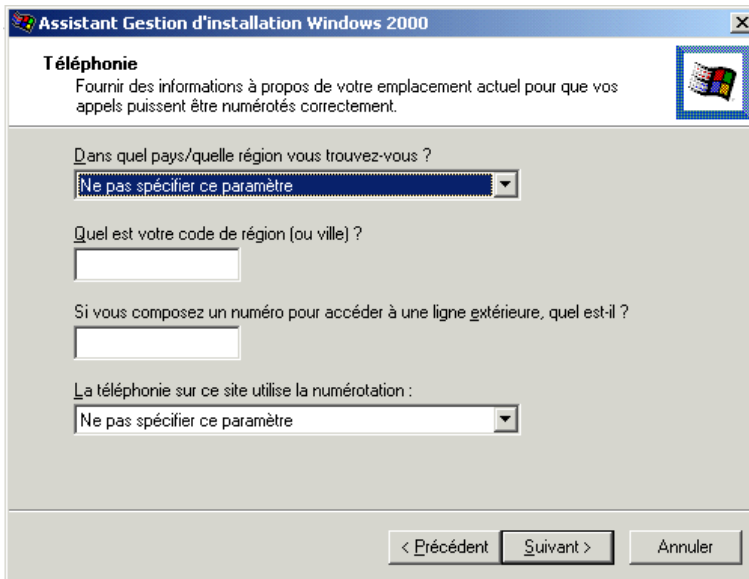 Assistant Gestion d'installation Windows 2000
Téléphonie
Fournir des informations à propos de votre emplacement actuel pour que vos
appels puissent être numérotés correctement.
Dans quel pays/quelle région vous trouvez-vous ?
Ne pas spécifier ce paramètre
Quel est votre code de région (ou ville) ?
Si vous composez un numéro pour accéder à une ligne extérieure, quel est-il ?
La téléphonie sur ce site utilise la numérotation :
Ne pas spécifier ce paramètre
< Précédent Suivant > Annuler